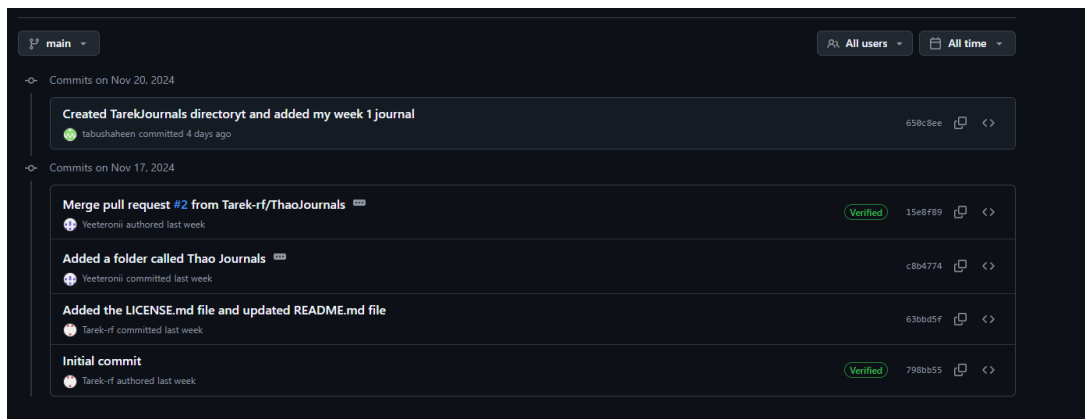 main
All users
All time
Commits on Nov 20, 2024
Created TarekJournals directoryt and added my week 1 journal
650c8ee
tabushaheen committed 4 days ago
Commits on Nov 17, 2024
Merge pull request #2 from Tarek-rf/ThaoJournals
Verified
15e8f89
Yeeteronii authored last week
Added a folder called Thao Journals
c8b4774
Yeeteronii committed last week
Added the LICENSE.md file and updated README.md file
63bbd5f
Tarek-rf committed last week
Initial commit
Verified
798bb55
Tarek-rf authored last week